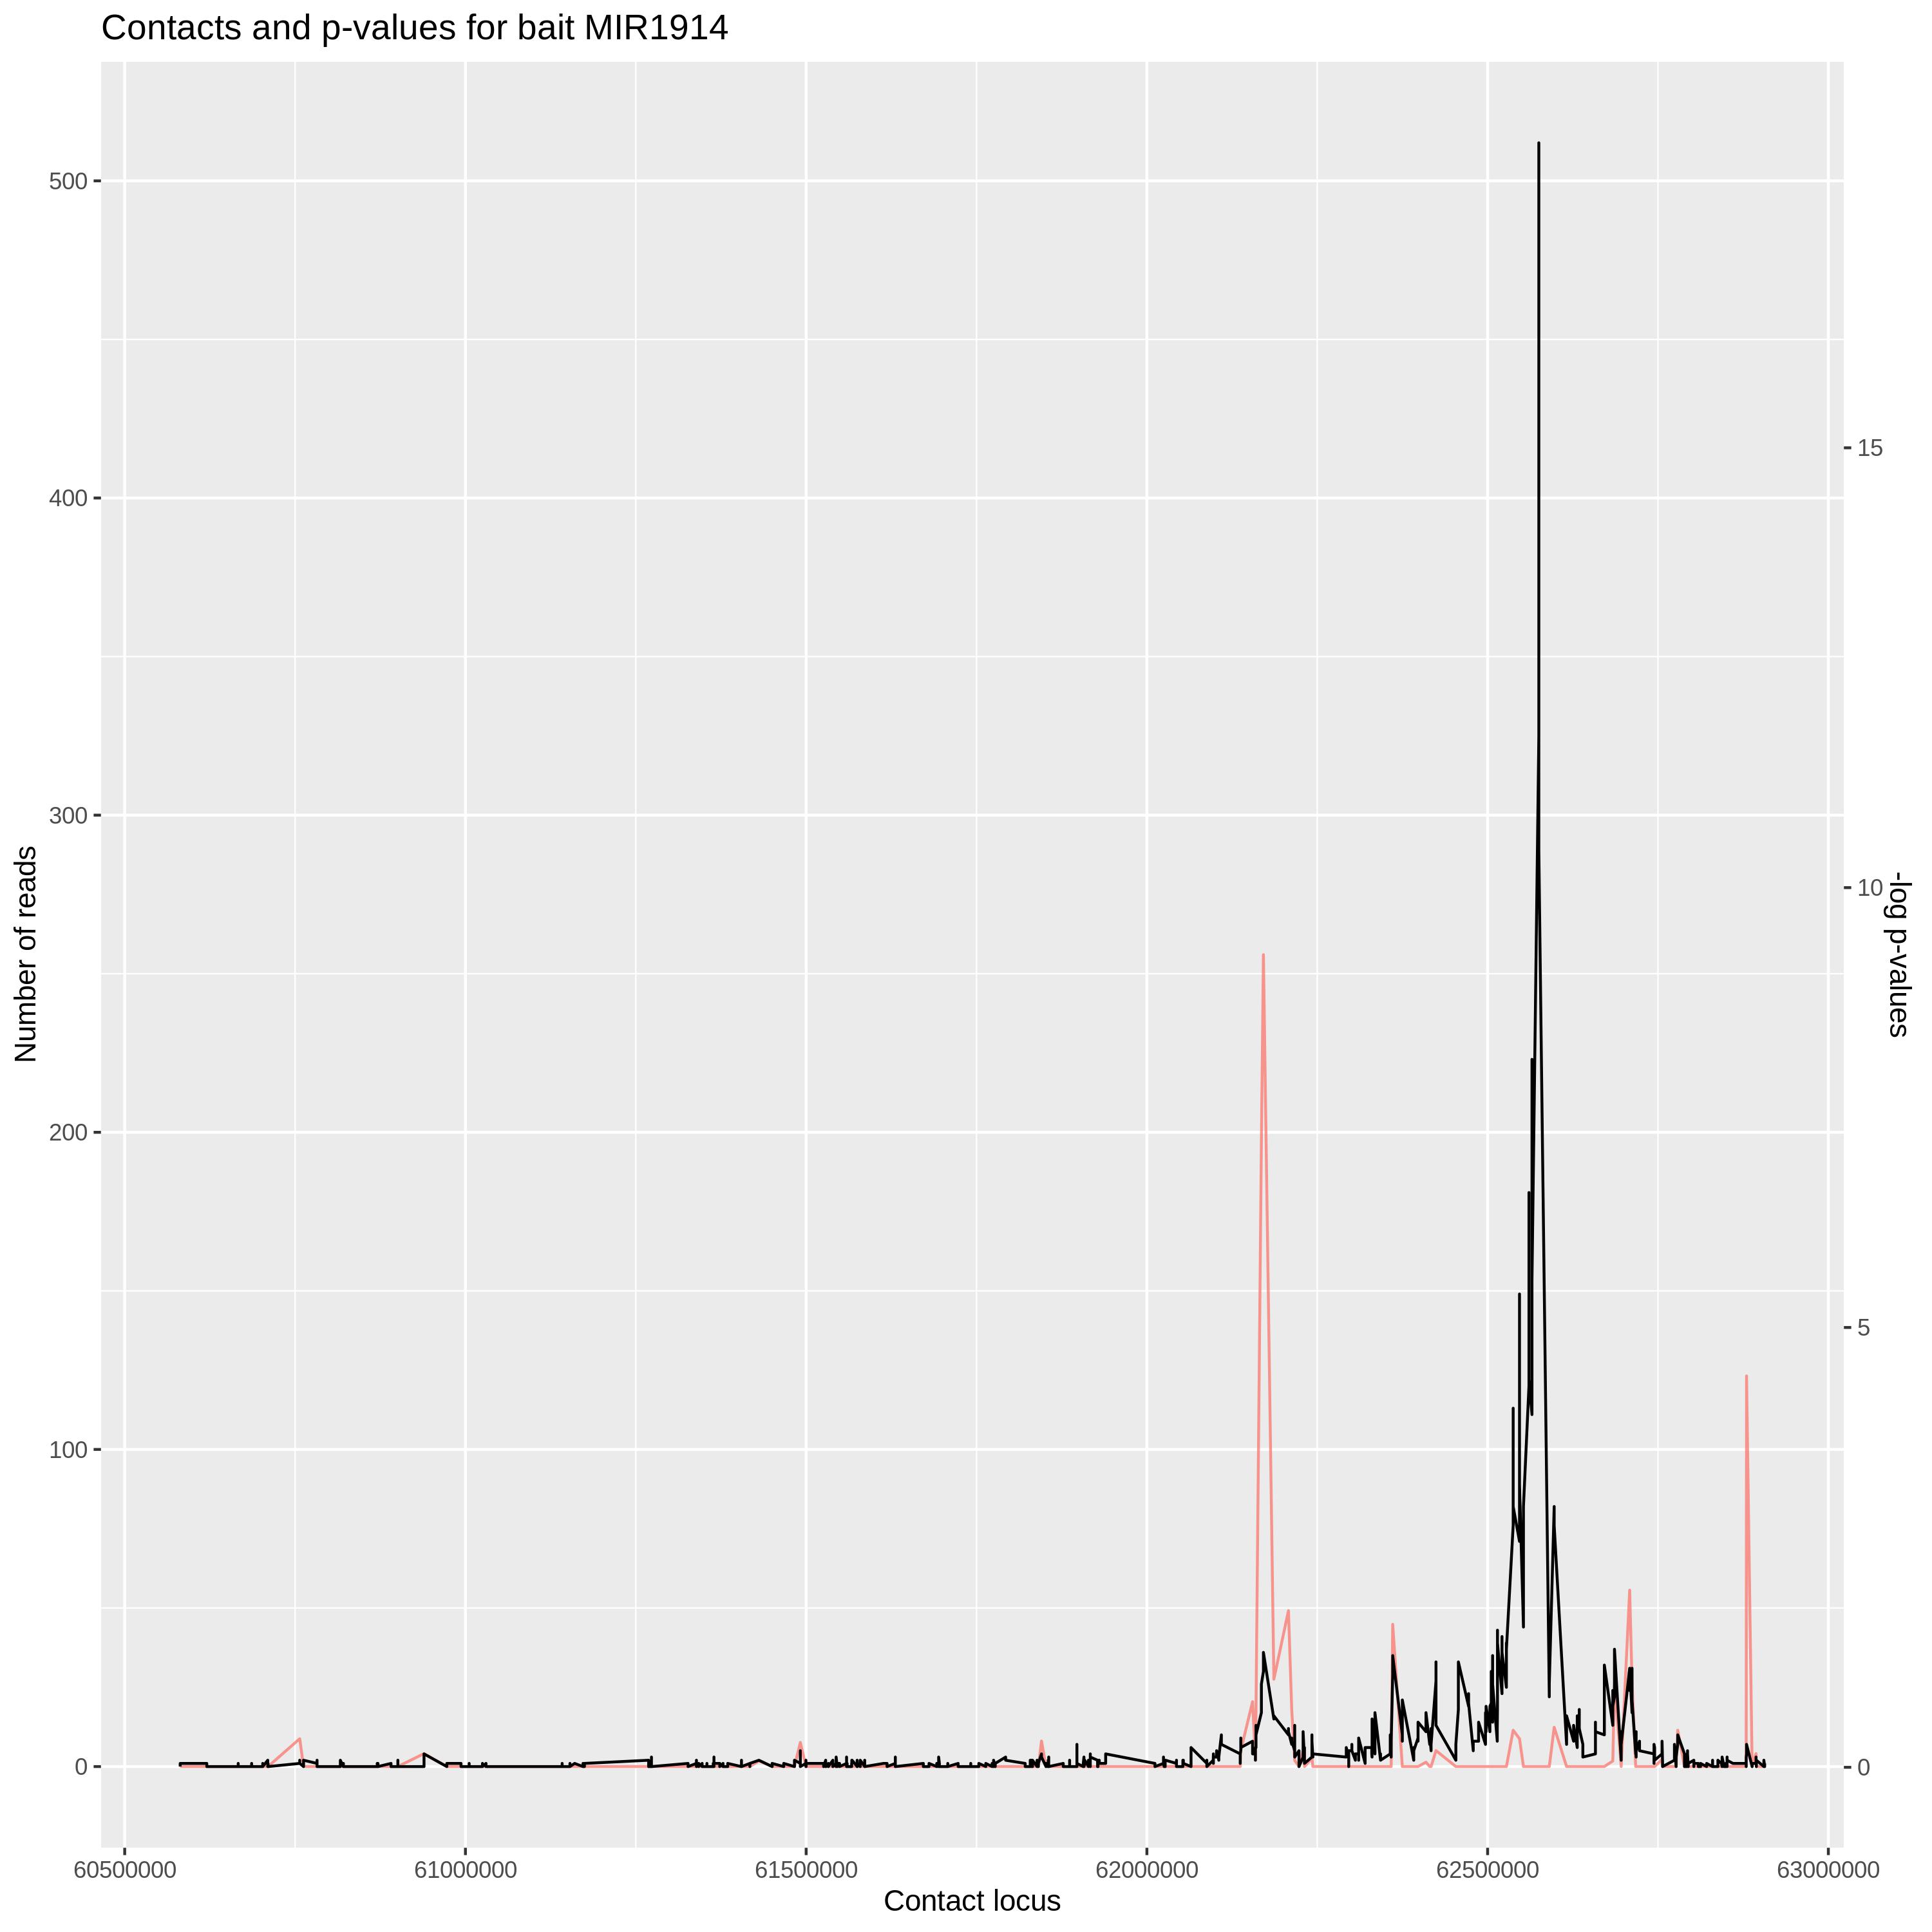 Contacts and p-values for bait MIR1914
500
400
300
200
100
0
Number of reads
15
10
5
0
-log p-values
60500000 61000000 61500000 62000000 62500000 63000000
Contact locus